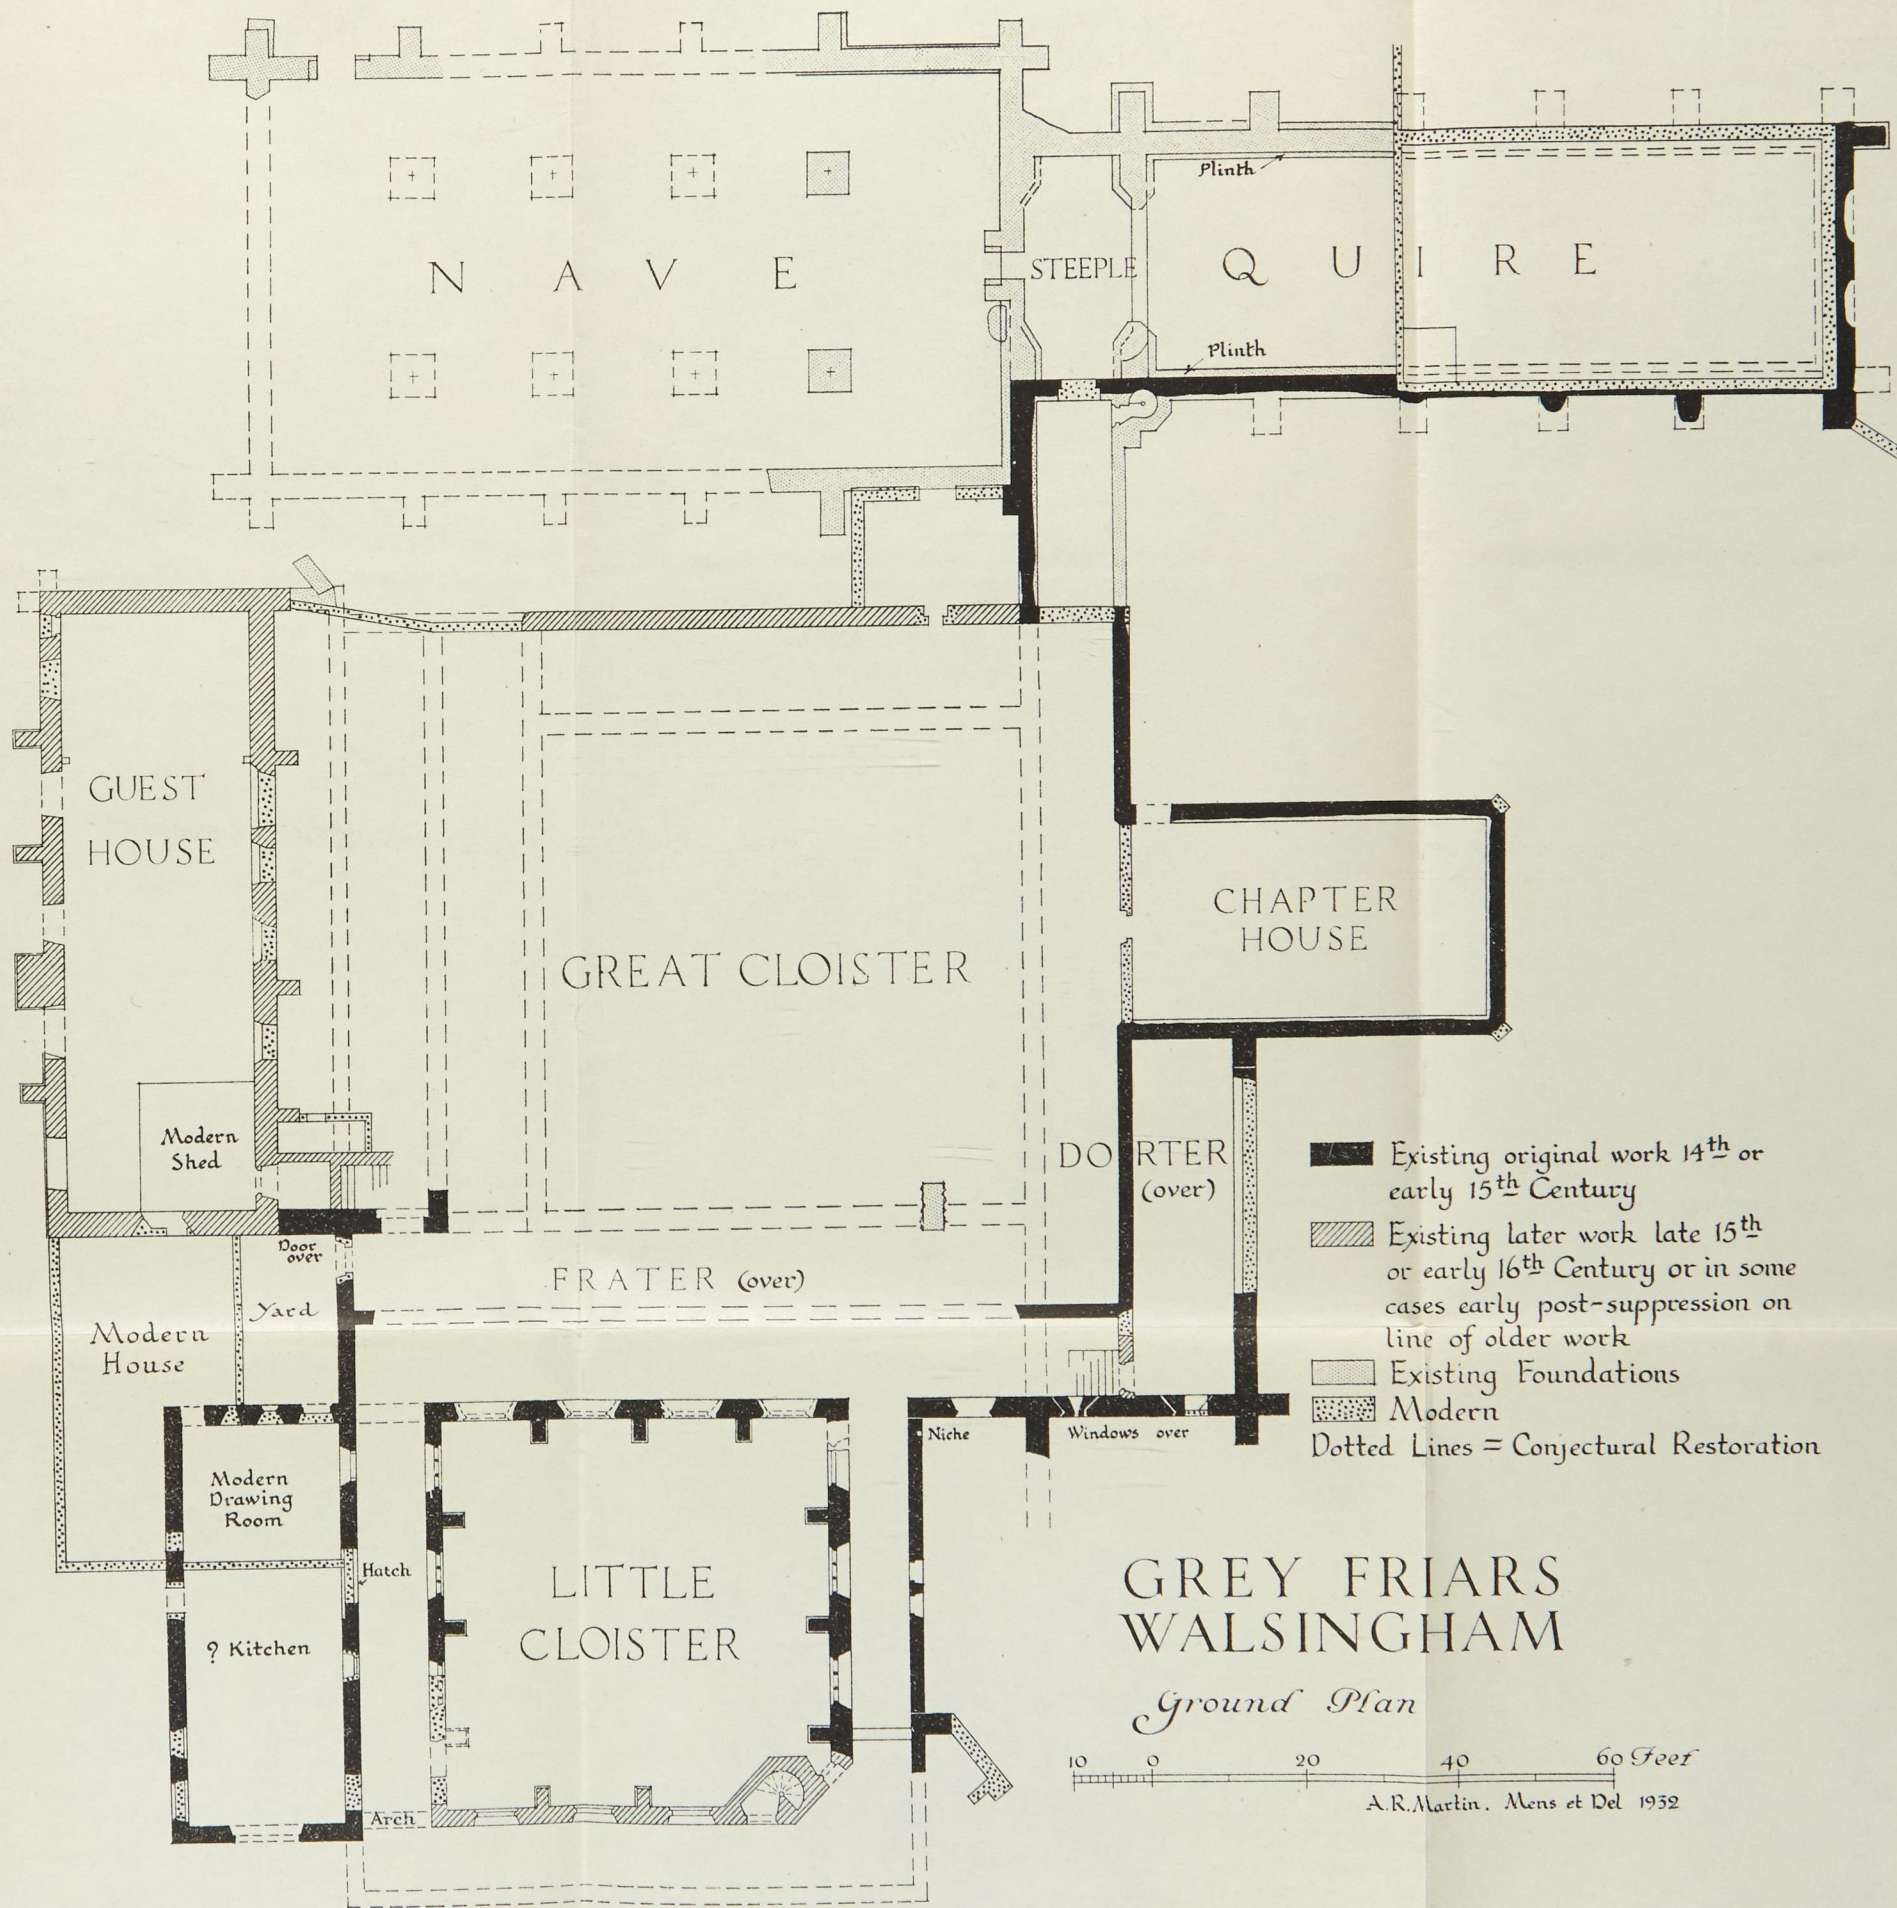 Plinth
N A V E
STEEPLE
Q U I R E
Plinth
GUEST
HOUSE
CHAPTER
HOUSE
GREAT CLOISTER
Modern
Shed
DORTER
(over)
Existing original work 14th or
early 15th Century
Existing later work late 15th
or early 16th Century or in some
cases early post-suppression on
line of older work
Existing Foundations
Modern
Dotted Lines = Conjectural Restoration
Door
over
FRATER (over)
Yard
Modern
House
Niche
Windows over
Modern
Drawing
Room
Hatch
LITTLE
CLOISTER
? Kitchen
Arch
GREY FRIARS
WALSINGHAM
Ground Plan
10 0 20 40 60 Feet
A.R.Martin. Mens et Del 1932